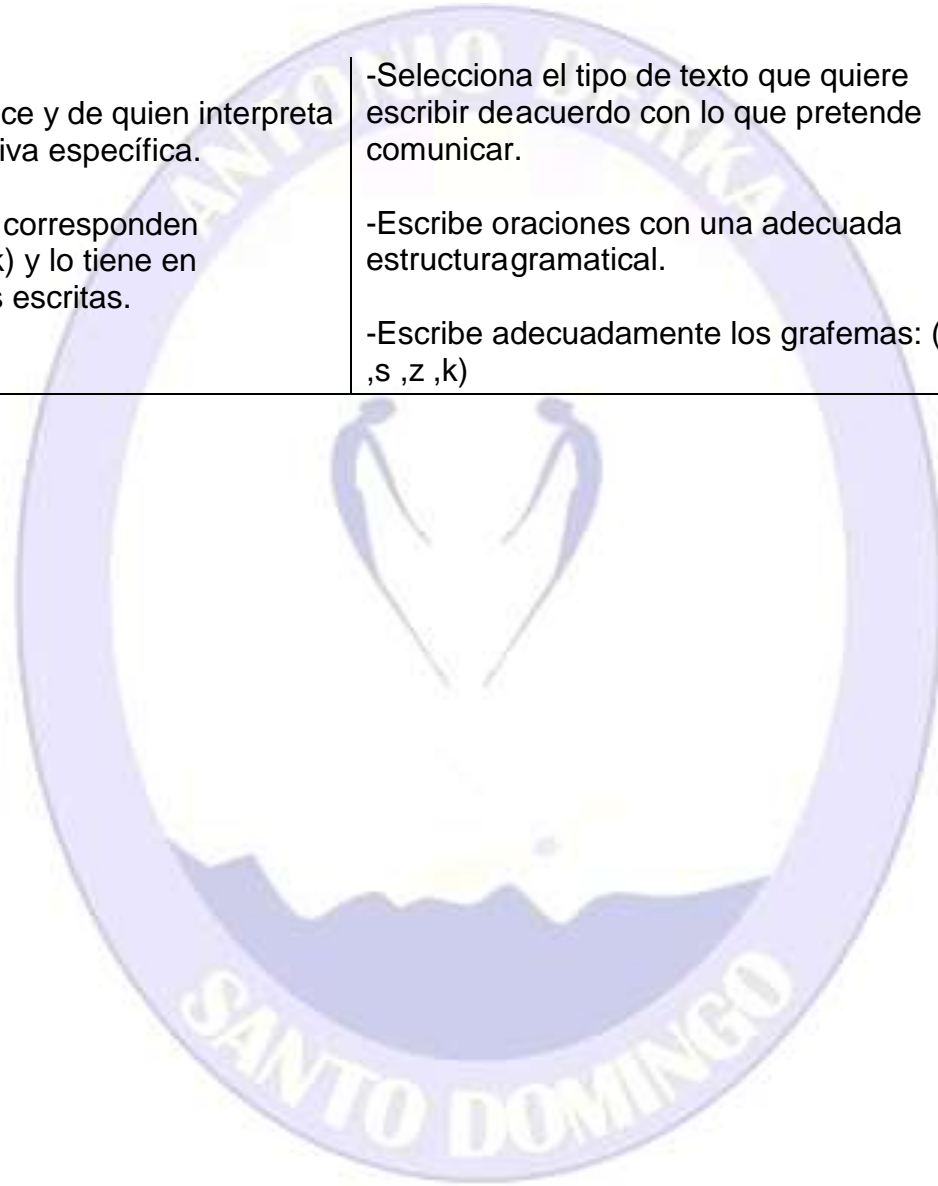 ce y de quien interpreta
iva específica.
corresponden
k) y lo tiene en
s escritas.
-Selecciona el tipo de texto que quiere
escribir deacuerdo con lo que pretende
comunicar.
-Escribe oraciones con una adecuada
estructuragramatical.
-Escribe adecuadamente los grafemas: (
,s ,z ,k)
ANTONIO DERKA
SANTO DOMINGO